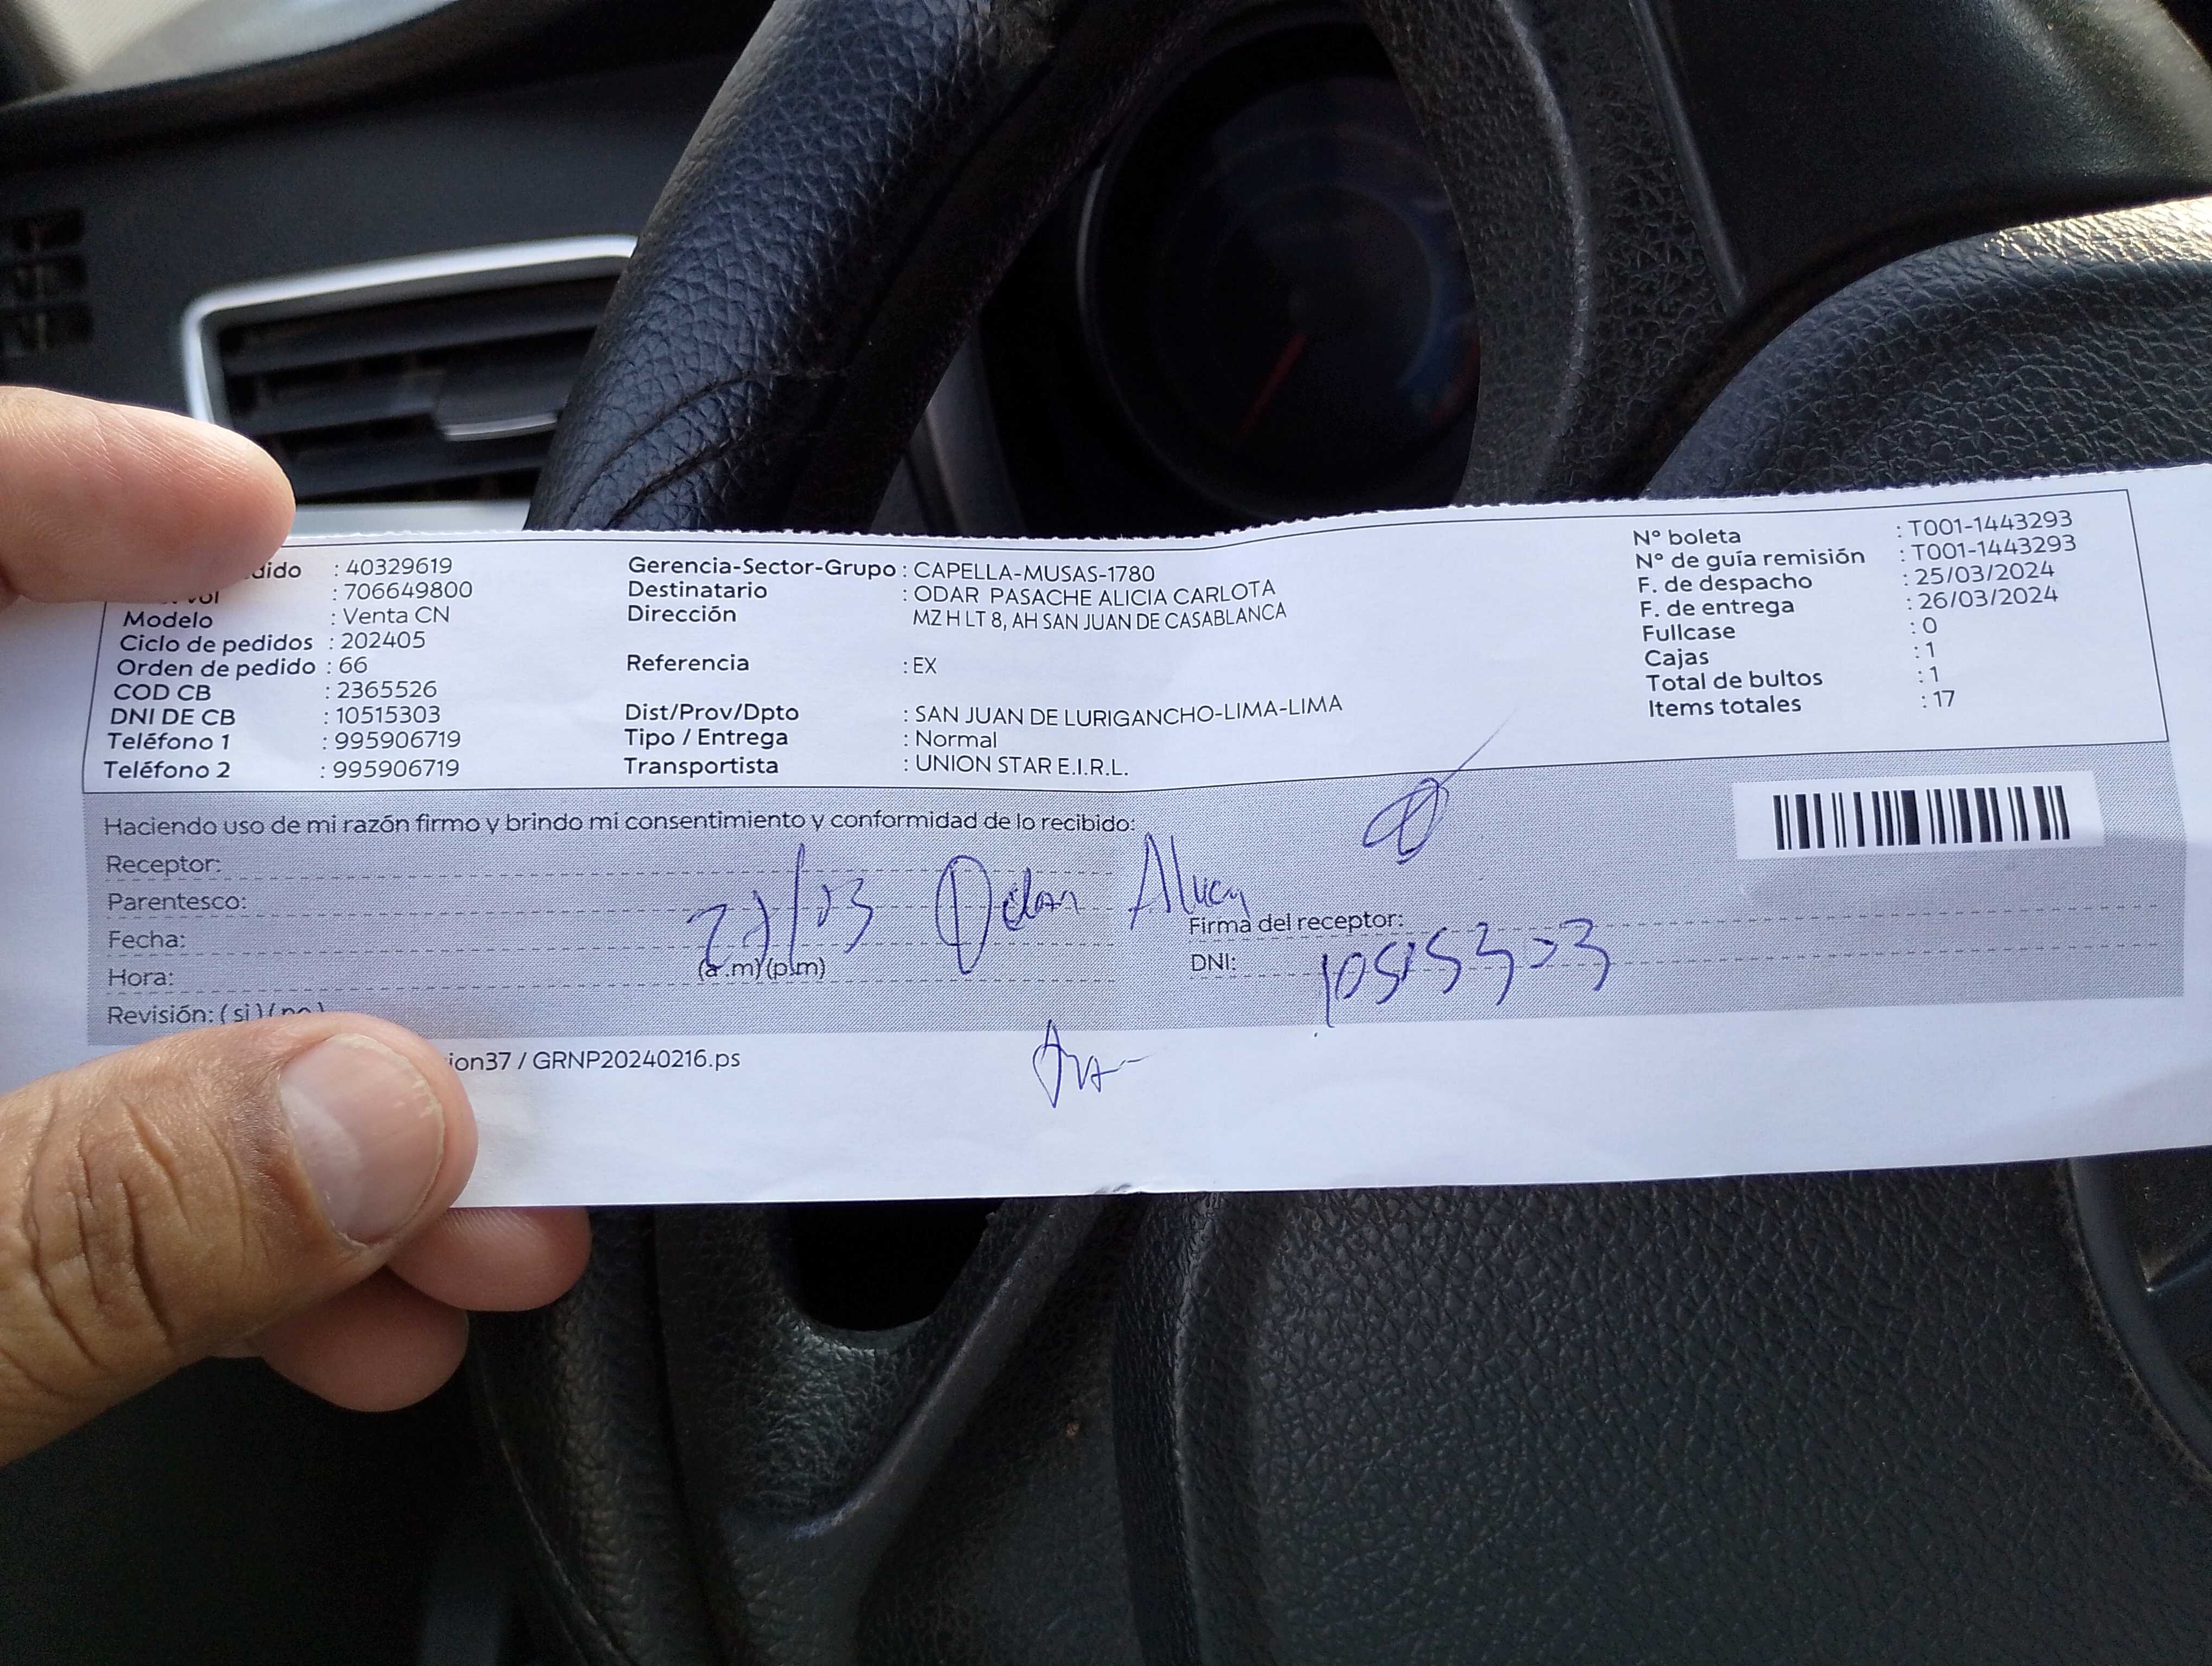 dido : 40329619
vol : 706649800
Modelo : Venta CN
Ciclo de pedidos : 202405
Orden de pedido : 66
COD CB : 2365526
DNI DE CB : 10515303
Teléfono 1 : 995906719
Teléfono 2 : 995906719
Gerencia-Sector-Grupo : CAPELLA-MUSAS-1780
Destinatario : ODAR PASACHE ALICIA CARLOTA
Dirección MZ H LT 8, AH SAN JUAN DE CASABLANCA
Referencia : EX
Dist/Prov/Dpto : SAN JUAN DE LURIGANCHO-LIMA-LIMA
Tipo / Entrega : Normal
Transportista : UNION STAR E.I.R.L.
N° boleta : T001-1443293
N° de guía remisión : T001-1443293
F. de despacho : 25/03/2024
F. de entrega : 26/03/2024
Fullcase : 0
Cajas : 1
Total de bultos : 1
Items totales : 17
Haciendo uso de mi razón firmo y brindo mi consentimiento y conformidad de lo recibido:
Receptor:
Parentesco:
Fecha: 27/03 Odar Alicia
Hora: (a.m)(p.m)
Revisión: (si)(no)
Firma del receptor:
DNI: 10515303
ion37 / GRNP20240216.ps